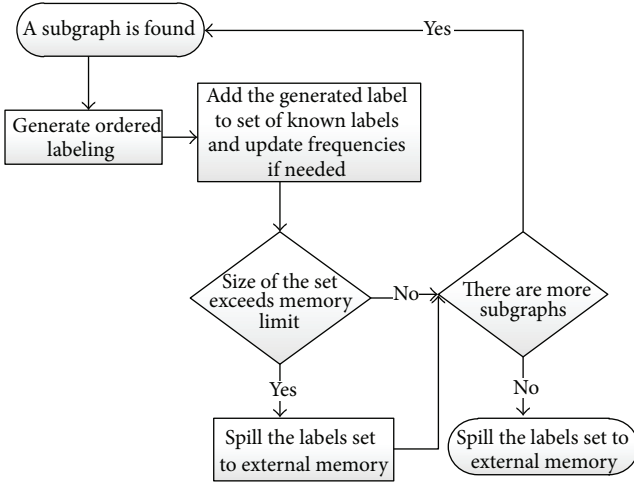 A subgraph is found
Yes
Generate ordered
labeling
Add the generated label
to set of known labels
and update frequencies
if needed
Size of the set
exceeds memory
limit
No
There are more
subgraphs
Yes
No
Spill the labels set
to external memory
Spill the labels set to
external memory